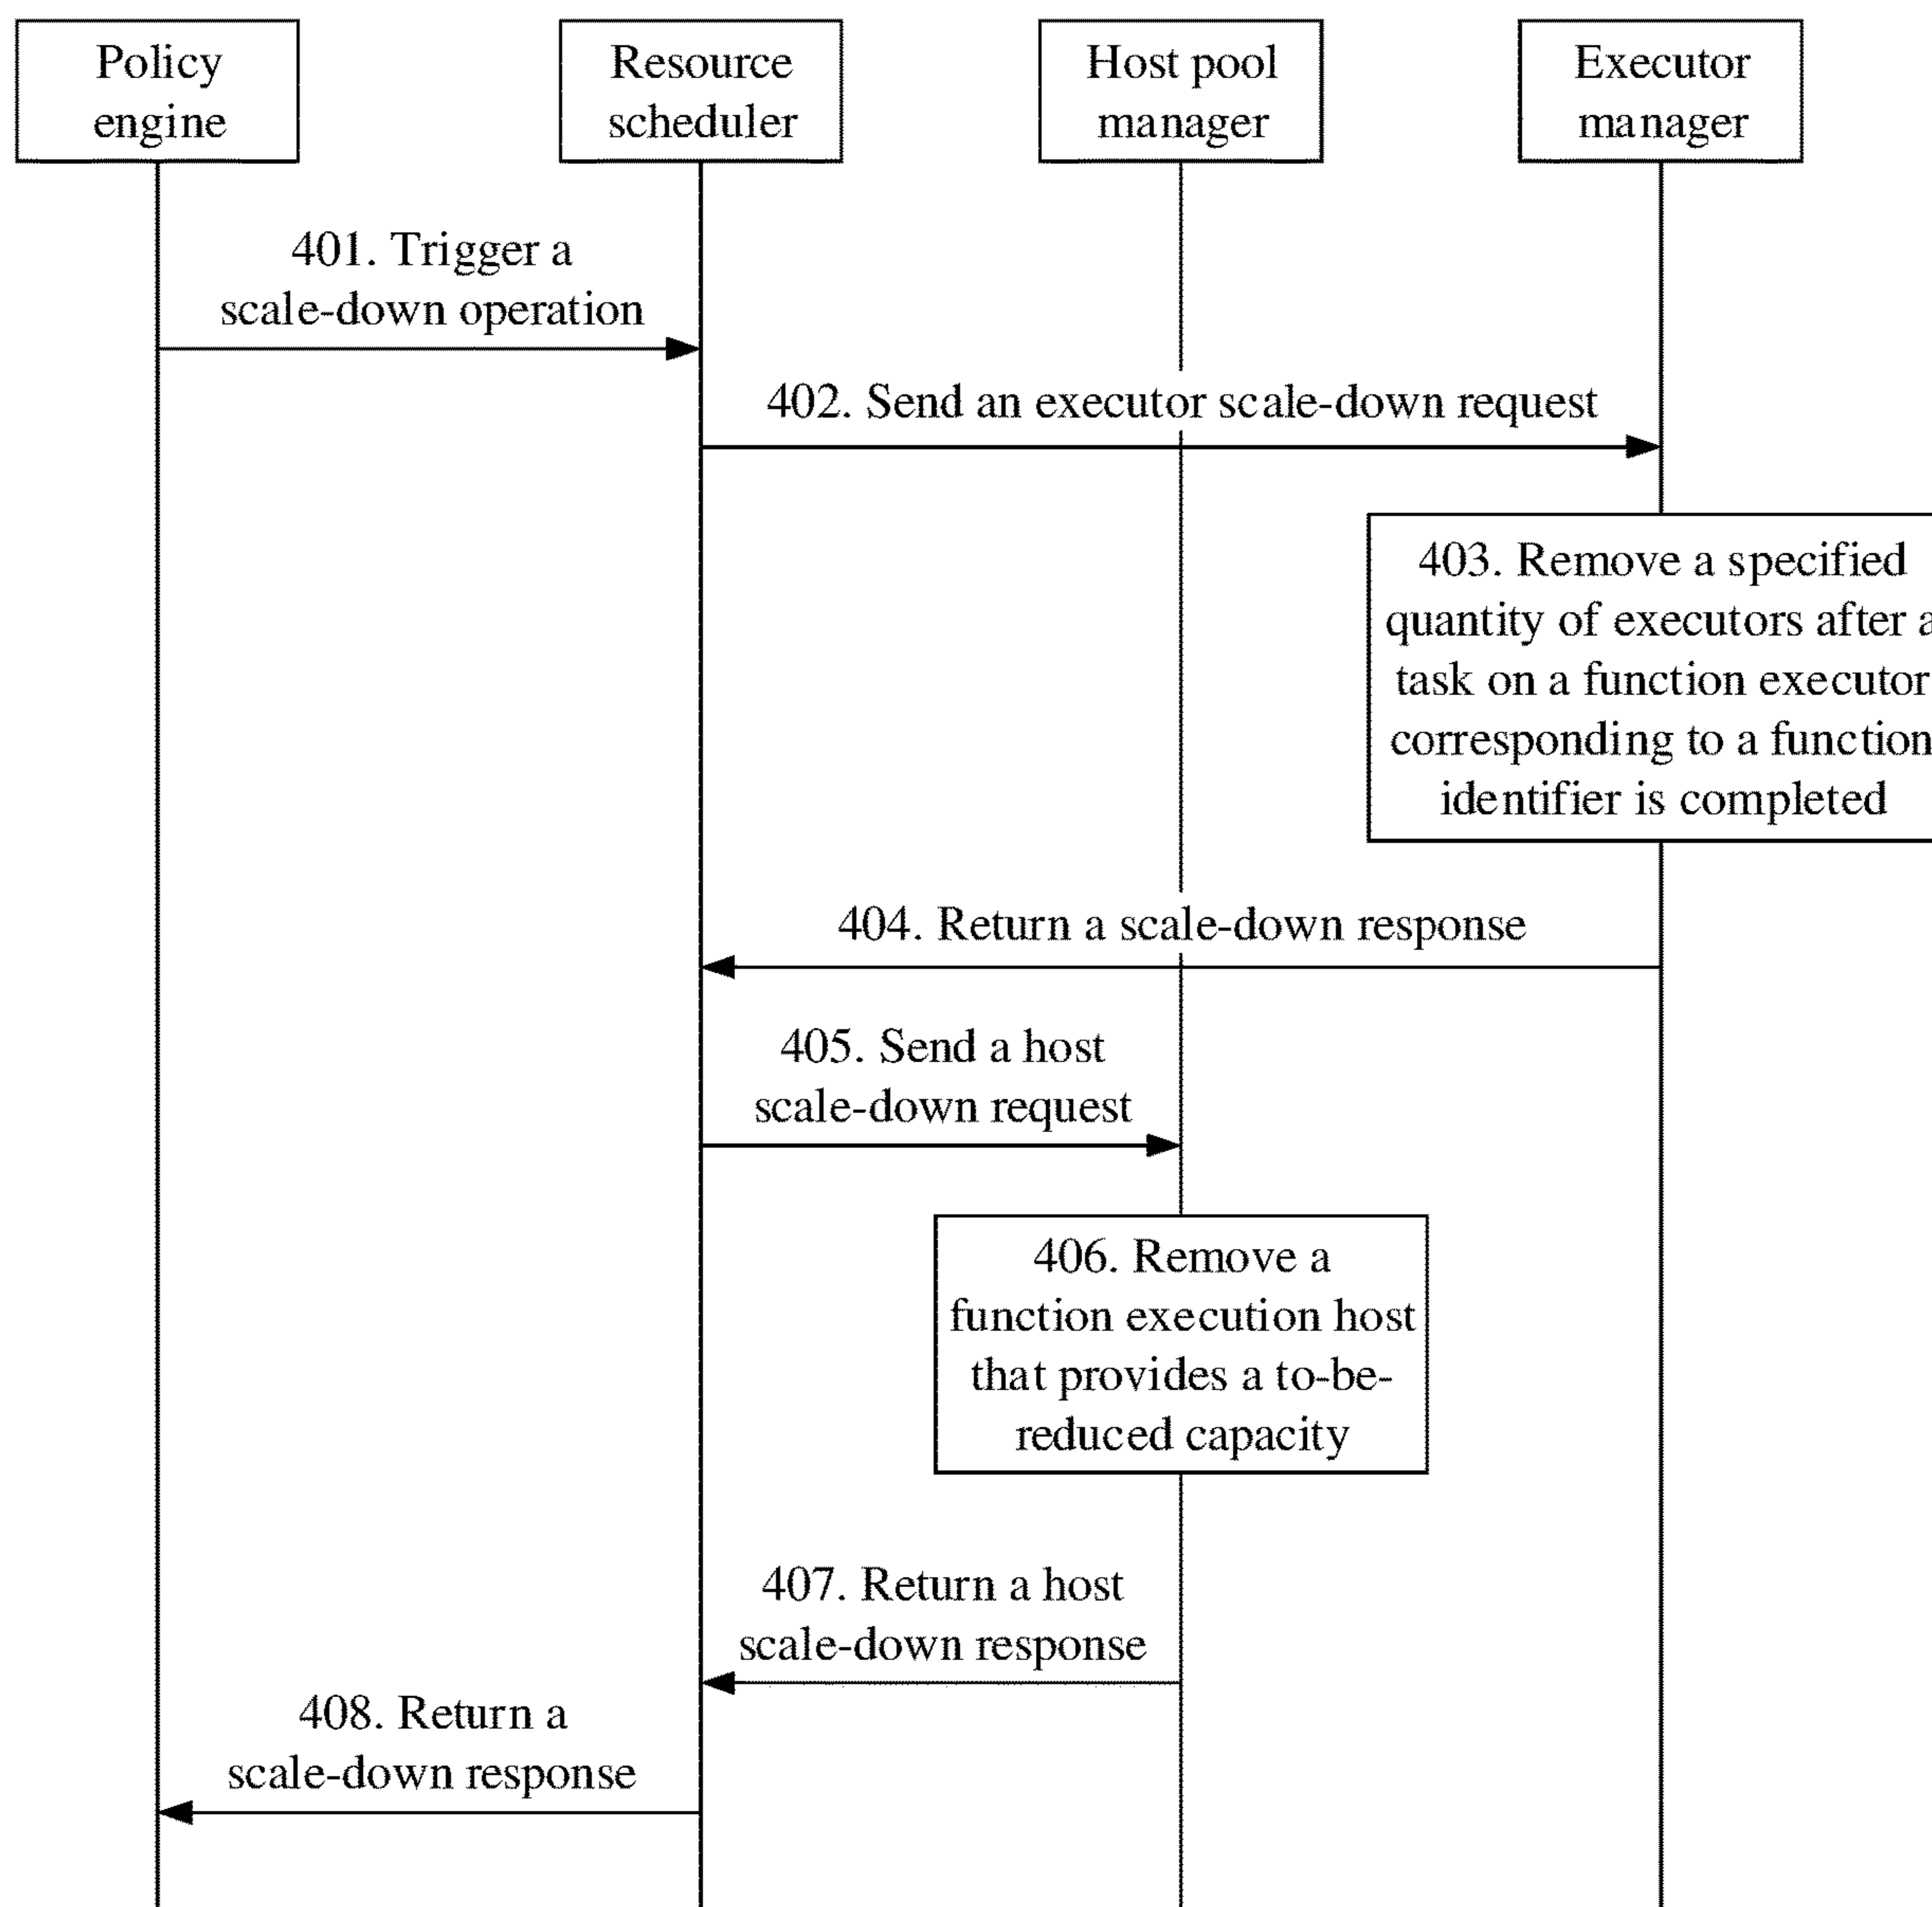 Policy
engine
Resource
scheduler
Host pool
manager
Executor
manager
401. Trigger a
scale-down operation
402. Send an executor scale-down request
403. Remove a specified
quantity of executors after a
task on a function executor
corresponding to a function
identifier is completed
404. Return a scale-down response
405. Send a host
scale-down request
406. Remove a
function execution host
that provides a to-be-
reduced capacity
407. Return a host
scale-down response
408. Return a
scale-down response